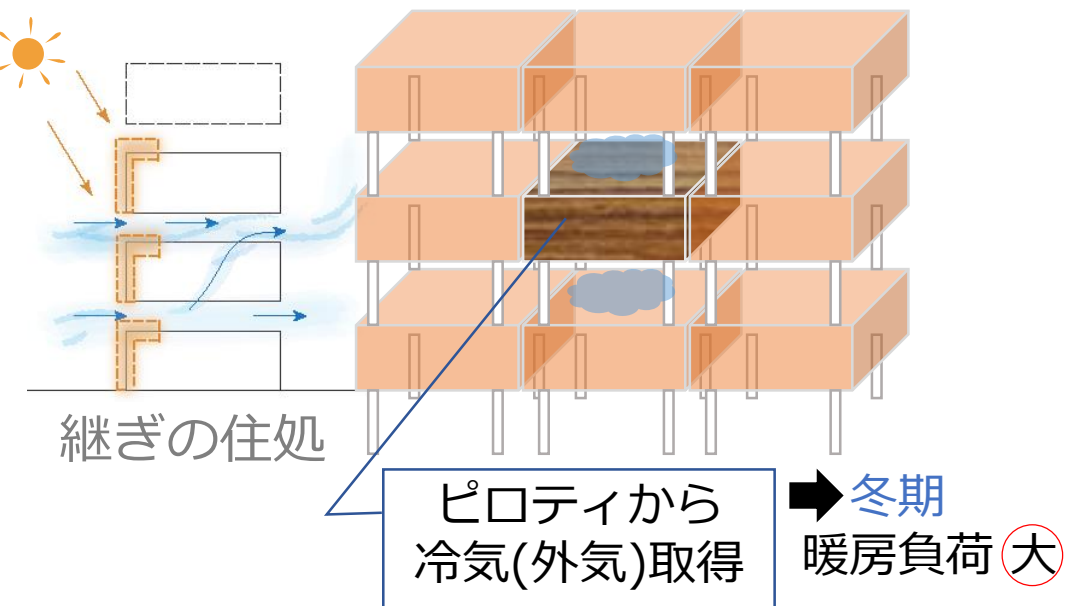 継ぎの住処
ピロティから
冷気(外気)取得
冬期
暖房負荷 大